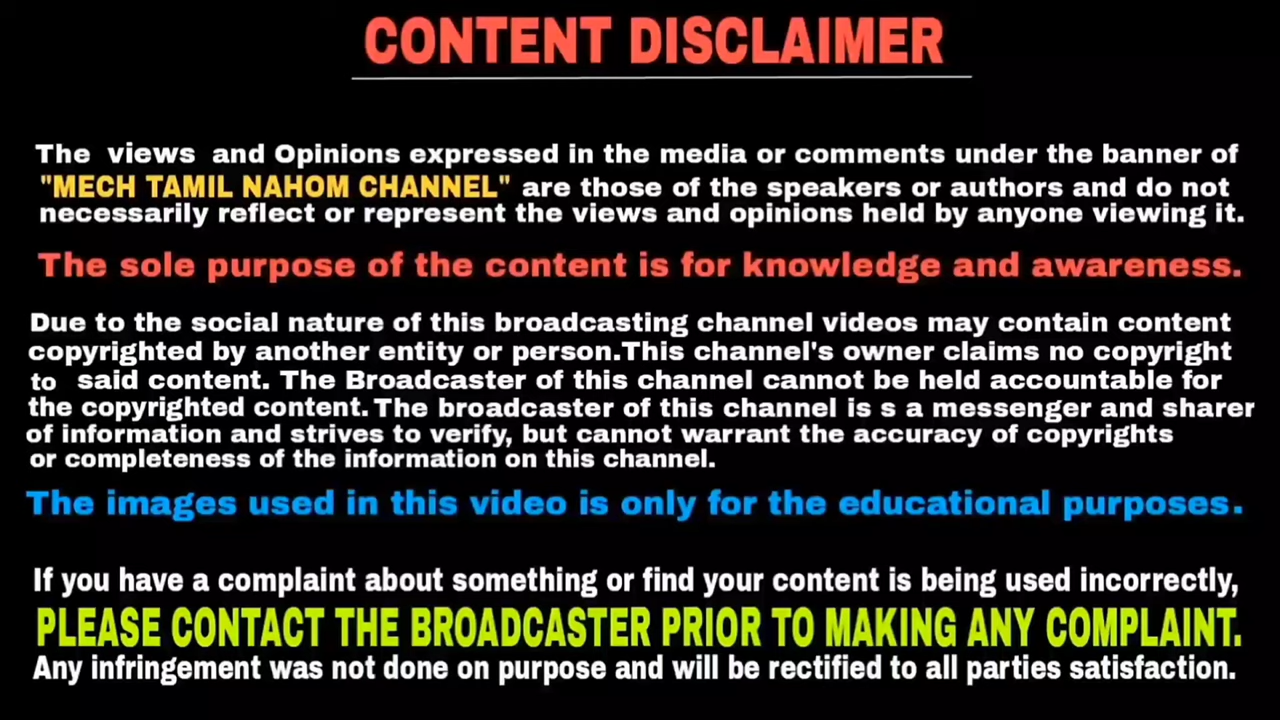 CONTENT DISCLAIMER
The views and Opinions expressed in the media or comments under the banner of
"MECH TAMIL NAHOM CHANNEL" are those of the speakers or authors and do not
necessarily reflect or represent the views and opinions held by anyone viewing it.
The sole purpose of the content is for knowledge and awareness.
Due to the social nature of this broadcasting channel videos may contain content
copyrighted by another entity or person.This channel's owner claims no copyright
to said content. The Broadcaster of this channel cannot be held accountable for
the copyrighted content. The broadcaster of this channel is s a messenger and sharer
of information and strives to verify, but cannot warrant the accuracy of copyrights
or completeness of the information on this channel.
The images used in this video is only for the educational purposes.
If you have a complaint about something or find your content is being used incorrectly,
PLEASE CONTACT THE BROADCASTER PRIOR TO MAKING ANY COMPLAINT.
Any infringement was not done on purpose and will be rectified to all parties satisfaction.